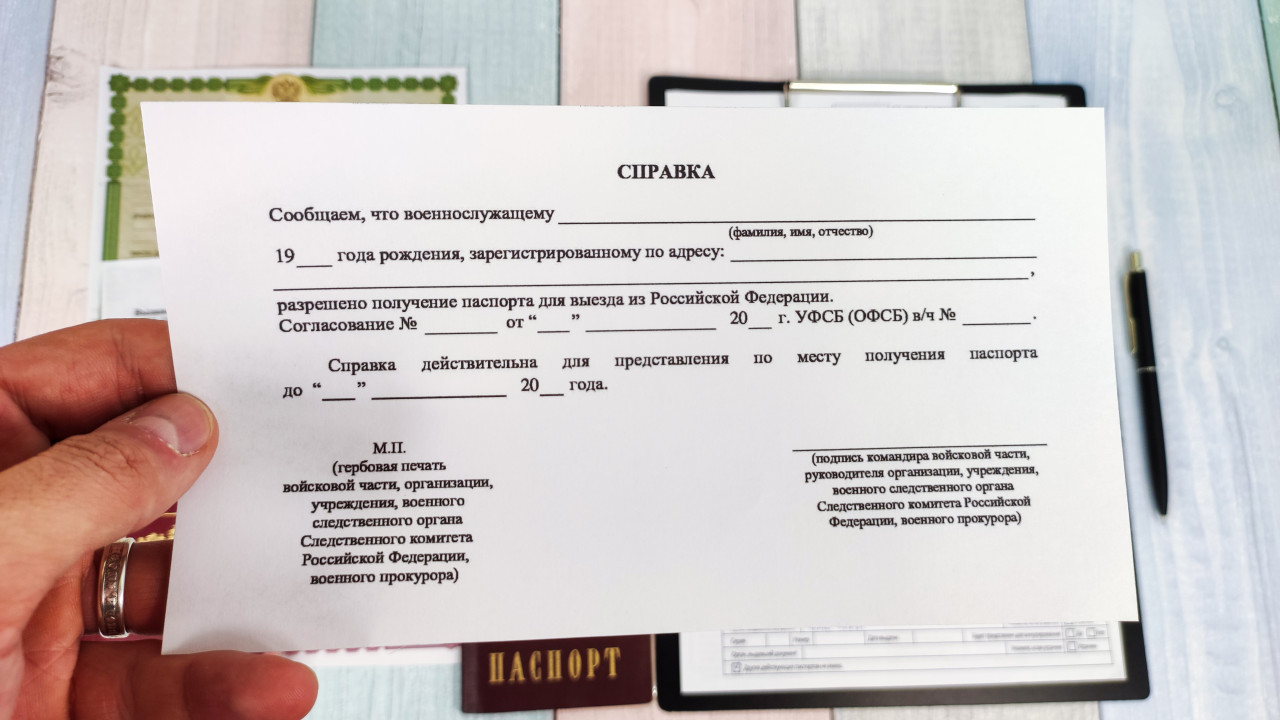 СПРАВКА
Сообщаем, что военнослужащему
(фамилия, имя, отчество)
19____ года рождения, зарегистрированному по адресу:
,
разрешено получение паспорта для выезда из Российской Федерации.
Согласование № ________ от “___” ______________ 20__ г. УФСБ (ОФСБ) в/ч № _______.
Справка действительна для представления по месту получения паспорта
до “___” ______________ 20__ года.
М.П.
(гербовая печать
войсковой части, организации,
учреждения, военного
следственного органа
Следственного комитета
Российской Федерации,
военного прокурора)
(подпись командира войсковой части,
руководителя организации, учреждения,
военного следственного органа
Следственного комитета Российской
Федерации, военного прокурора)
ПАСПОРТ